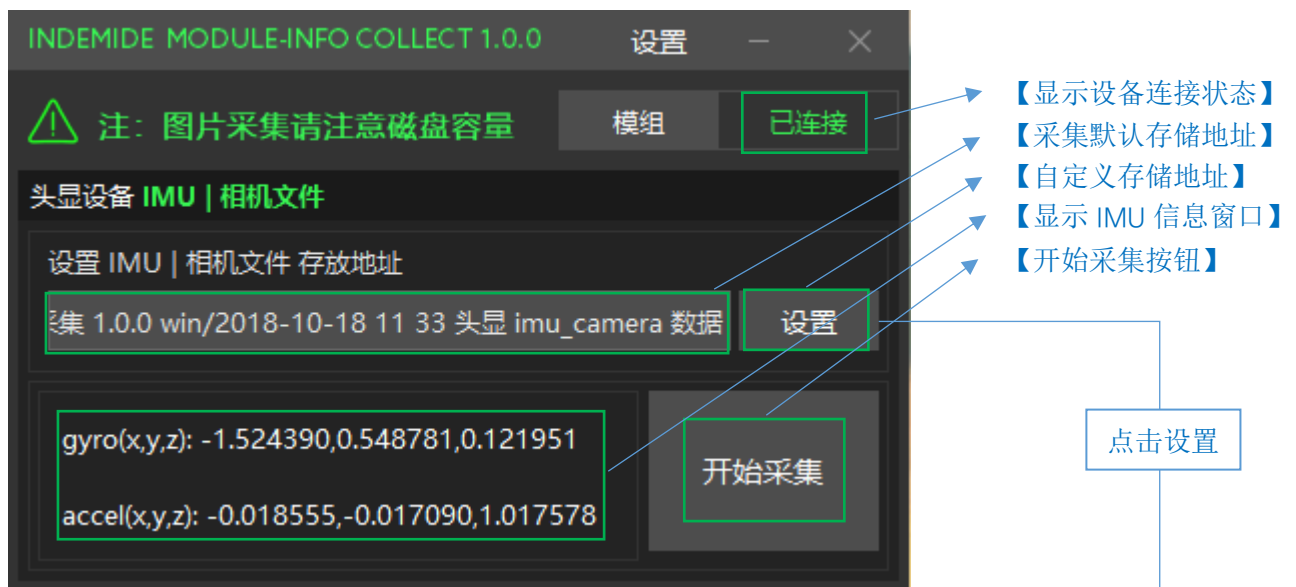 INDEMIDE MODULE-INFO COLLECT 1.0.0 设置
注：图片采集请注意磁盘容量 模组 已连接
头显设备 IMU | 相机文件
设置 IMU | 相机文件 存放地址
集 1.0.0 win/2018-10-18 11 33 头显 imu_camera 数据 设置
gyro(x,y,z): -1.524390,0.548781,0.121951
accel(x,y,z): -0.018555,-0.017090,1.017578
开始采集
【显示设备连接状态】
【采集默认存储地址】
【自定义存储地址】
【显示 IMU 信息窗口】
【开始采集按钮】
点击设置